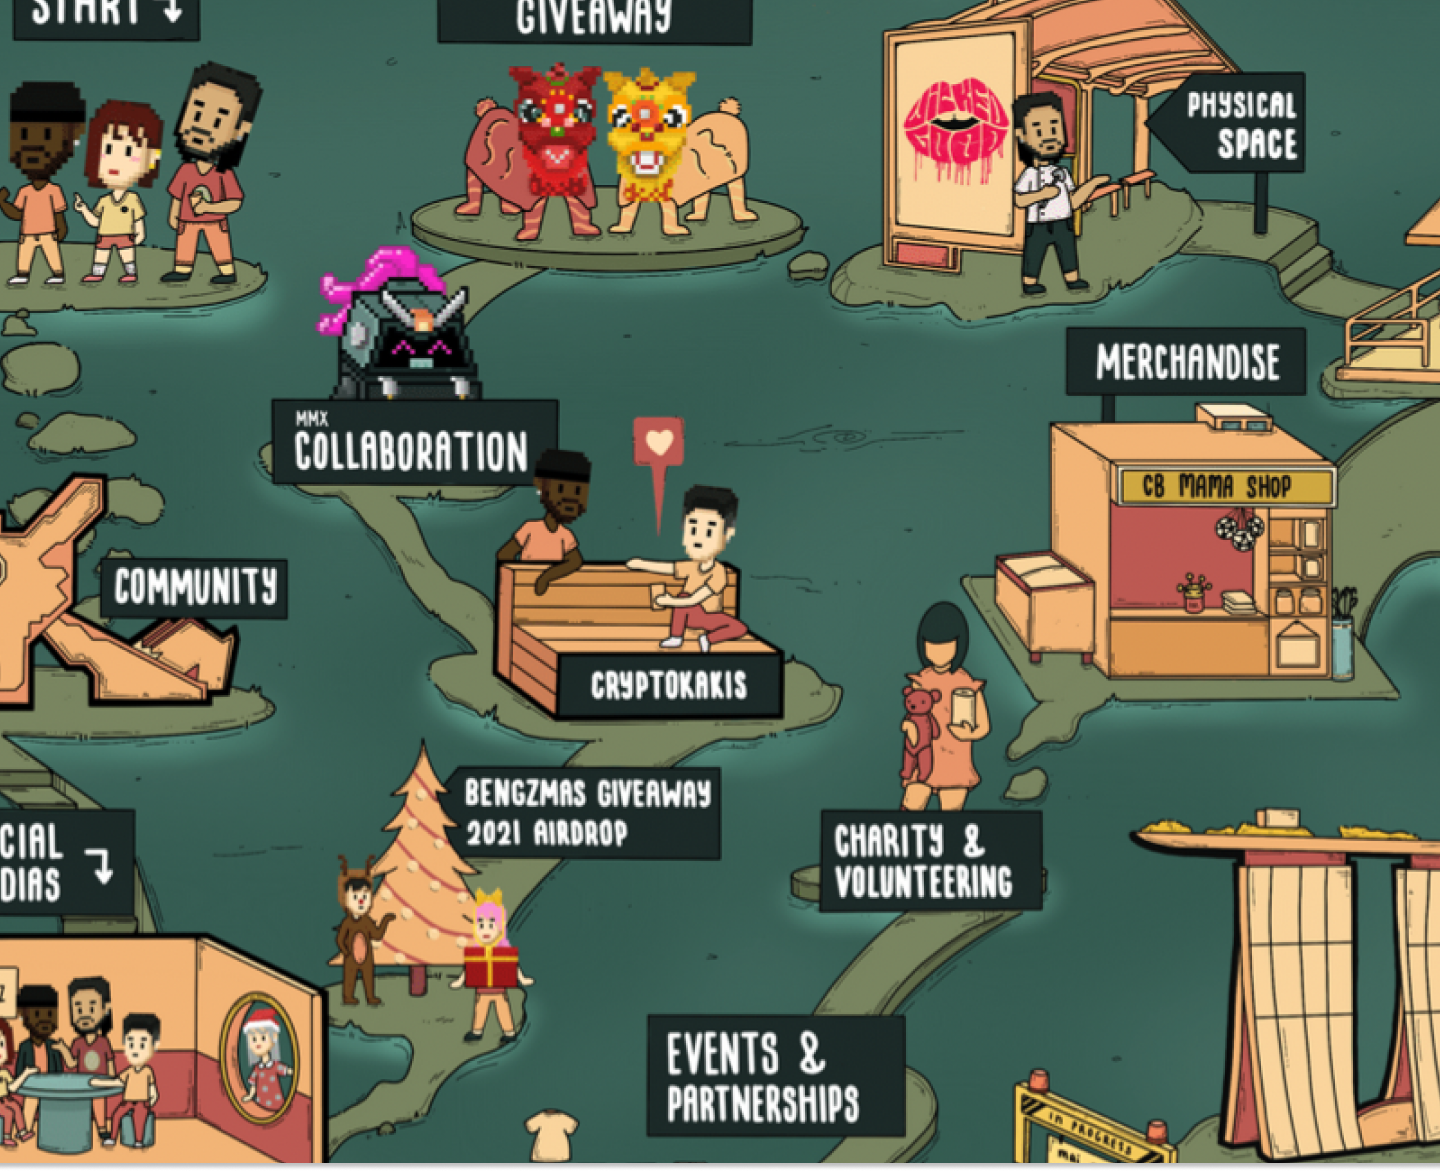 START
GIVEAWAY
WICKED
PHYSICAL
SPACE
MERCHANDISE
MMX
COLLABORATION
CB MAMA SHOP
COMMUNITY
CRYPTOKAKIS
BENGZMAS GIVEAWAY
2021 AIRDROP
CIAL
DIAS
CHARITY &
VOLUNTEERING
EVENTS &
PARTNERSHIPS
IN PROGRESS
mai